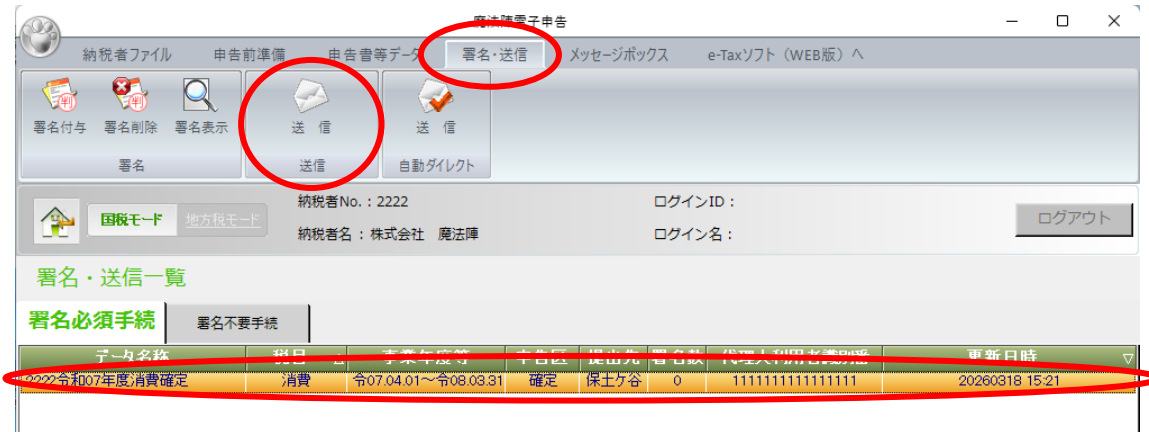 魔法陣電子申告
納税者ファイル 申告前準備 申告書等データ 署名・送信 メッセージボックス e-Taxソフト（WEB版）へ
署名付与 署名削除 署名表示 送 信 送 信
署名 送信 自動ダイレクト
納税者No.：2222 ログインID：
国税モード 地方税モード ログアウト
納税者名：株式会社 魔法陣 ログイン名：
署名・送信一覧
署名必須手続 署名不要手続
データ名称 税目 事業年度等 申告区 提出先 署名数 代理人利用者識別番 更新日時
2222令和07年度消費確定 消費 令07.04.01～令08.03.31 確定 保土ケ谷 0 1111111111111111 20260318 15:21